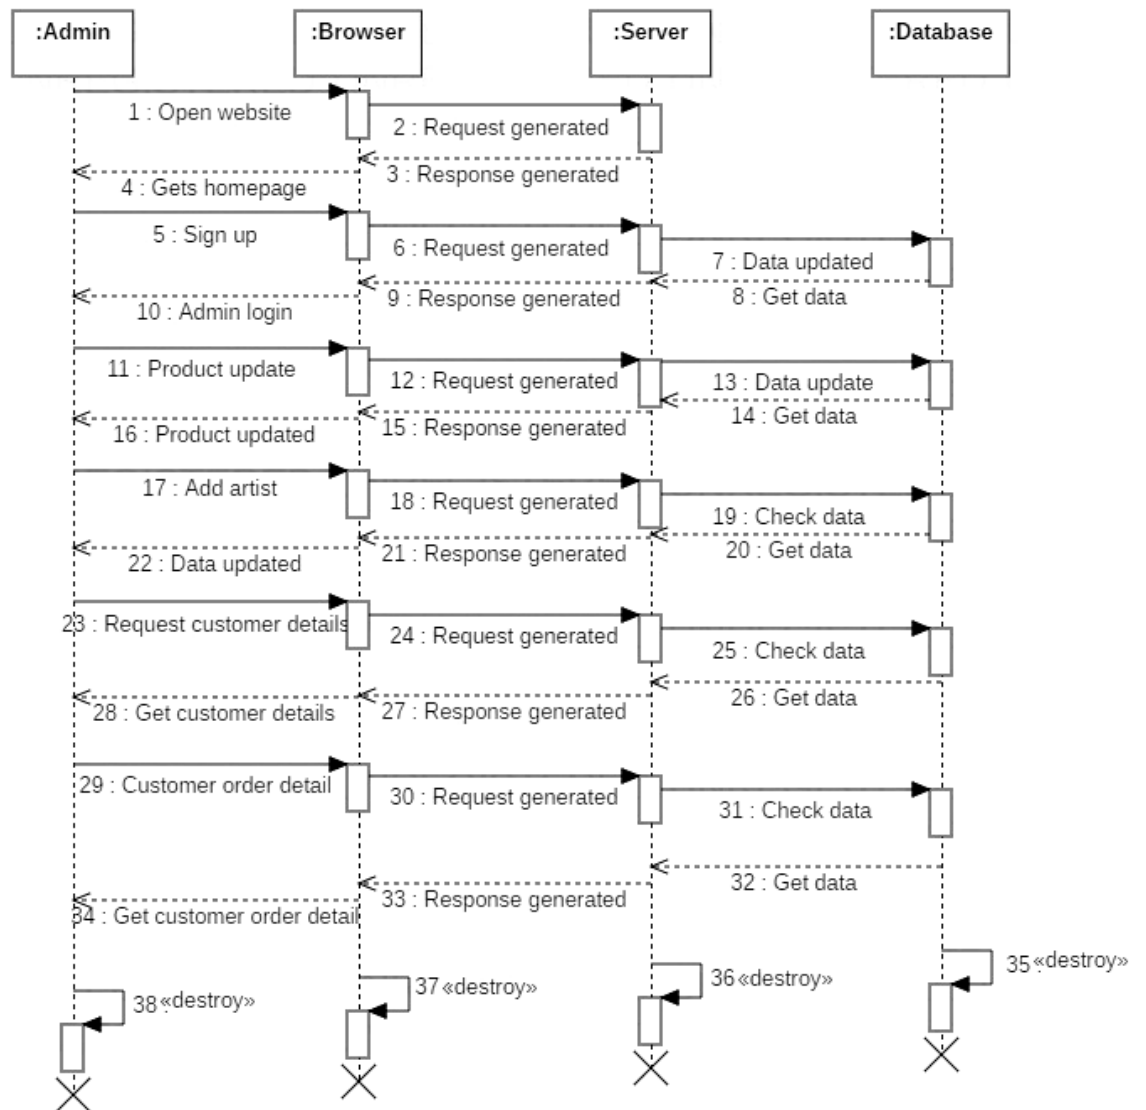 :Admin
:Browser
:Server
:Database
1 : Open website
2 : Request generated
3 : Response generated
4 : Gets homepage
5 : Sign up
6 : Request generated
7 : Data updated
8 : Get data
9 : Response generated
10 : Admin login
11 : Product update
12 : Request generated
13 : Data update
14 : Get data
15 : Response generated
16 : Product updated
17 : Add artist
18 : Request generated
19 : Check data
20 : Get data
21 : Response generated
22 : Data updated
23 : Request customer details
24 : Request generated
25 : Check data
26 : Get data
27 : Response generated
28 : Get customer details
29 : Customer order detail
30 : Request generated
31 : Check data
32 : Get data
33 : Response generated
34 : Get customer order detail
35 : «destroy»
36 : «destroy»
37 : «destroy»
38 : «destroy»